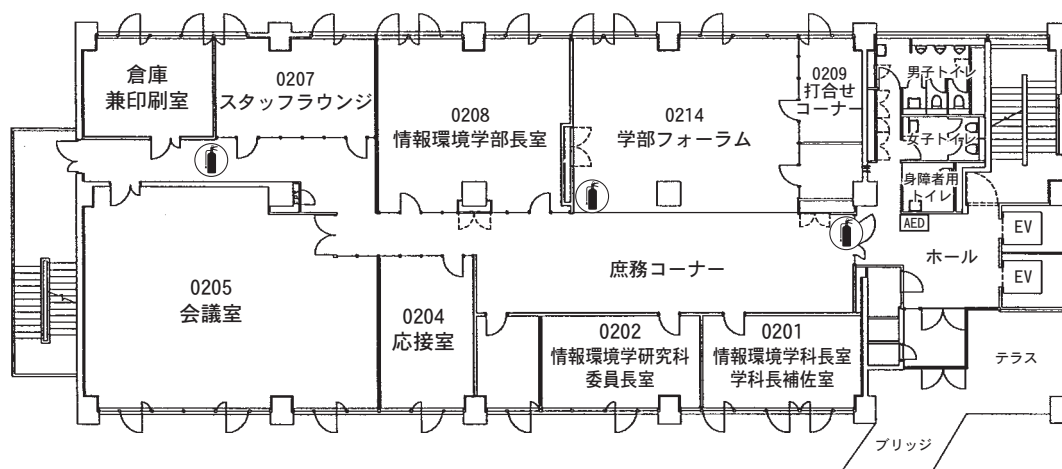 倉庫
兼印刷室
0207
スタッフラウンジ
0208
情報環境学部長室
0214
学部フォーラム
0209
打合せ
コーナー
男子トイレ
女子トイレ
身障者用
トイレ
AED
EV
ホール
EV
庶務コーナー
0205
会議室
0204
応接室
0202
情報環境学研究科
委員長室
0201
情報環境学科長室
学科長補佐室
テラス
ブリッジ